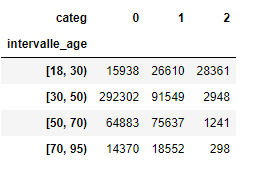 categ 0 1 2
intervalle_age
[18, 30) 15938 26610 28361
[30, 50) 292302 91549 2948
[50, 70) 64883 75637 1241
[70, 95) 14370 18552 298